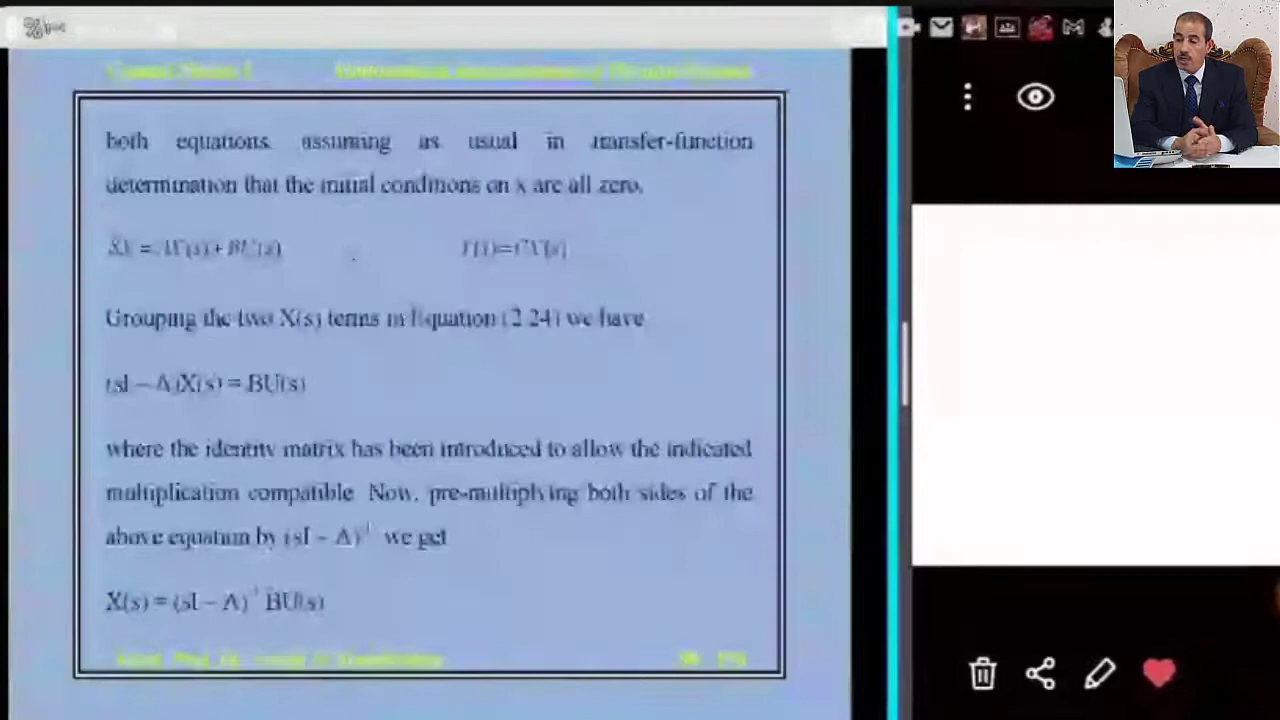 both equations, assuming as usual in transfer-function
determination that the initial conditions on x are all zero.
Grouping the two X(s) terms in Equation (2.24) we have
(sI – A)X(s) = BU(s)
where the identity matrix has been introduced to allow the indicated
multiplication compatible. Now, pre-multiplying both sides of the
above equation by (sI – A)⁻¹ we get
X(s) = (sI – A)⁻¹ BU(s)